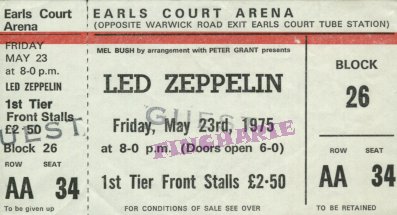 Earls Court
Arena
FRIDAY
MAY 23
at 8-0 p.m.
LED ZEPPELIN
1st Tier
Front Stalls
£2·50
Block 26
ROW SEAT
AA 34
To be given up
GUEST
EARLS COURT ARENA
(OPPOSITE WARWICK ROAD EXIT EARLS COURT TUBE STATION)
MEL BUSH by arrangement with PETER GRANT presents
LED ZEPPELIN
GUEST
Friday, May 23rd, 1975
FINCHARIE
at 8-0 p.m. (Doors open 6-0)
1st Tier Front Stalls £2·50
FOR CONDITIONS OF SALE SEE OVER
BLOCK
26
ROW SEAT
AA 34
TO BE RETAINED